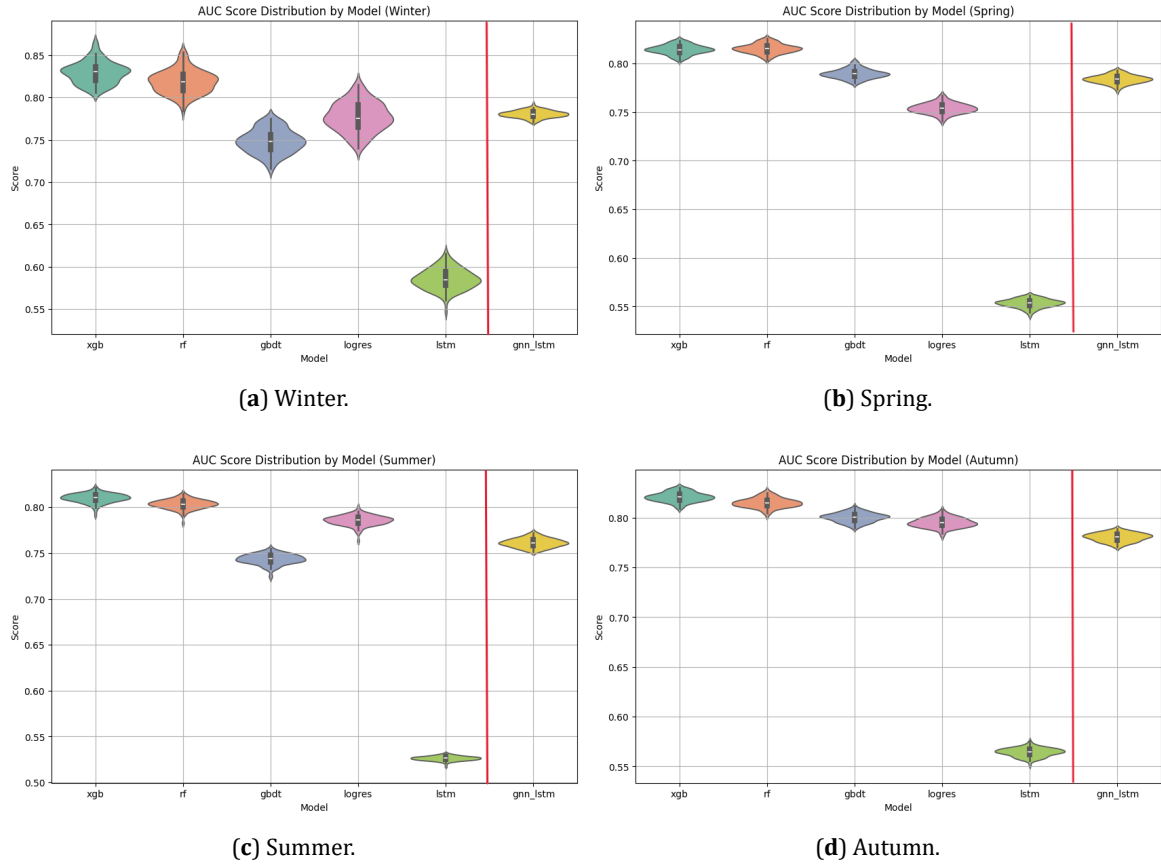 AUC Score Distribution by Model (Winter)
Score
0.85
0.80
0.75
0.70
0.65
0.60
0.55
xgb rf gbdt logres lstm gnn_lstm
Model
(a) Winter.
AUC Score Distribution by Model (Spring)
Score
0.80
0.75
0.70
0.65
0.60
0.55
xgb rf gbdt logres lstm gnn_lstm
Model
(b) Spring.
AUC Score Distribution by Model (Summer)
Score
0.80
0.75
0.70
0.65
0.60
0.55
0.50
xgb rf gbdt logres lstm gnn_lstm
Model
(c) Summer.
AUC Score Distribution by Model (Autumn)
Score
0.80
0.75
0.70
0.65
0.60
0.55
xgb rf gbdt logres lstm gnn_lstm
Model
(d) Autumn.